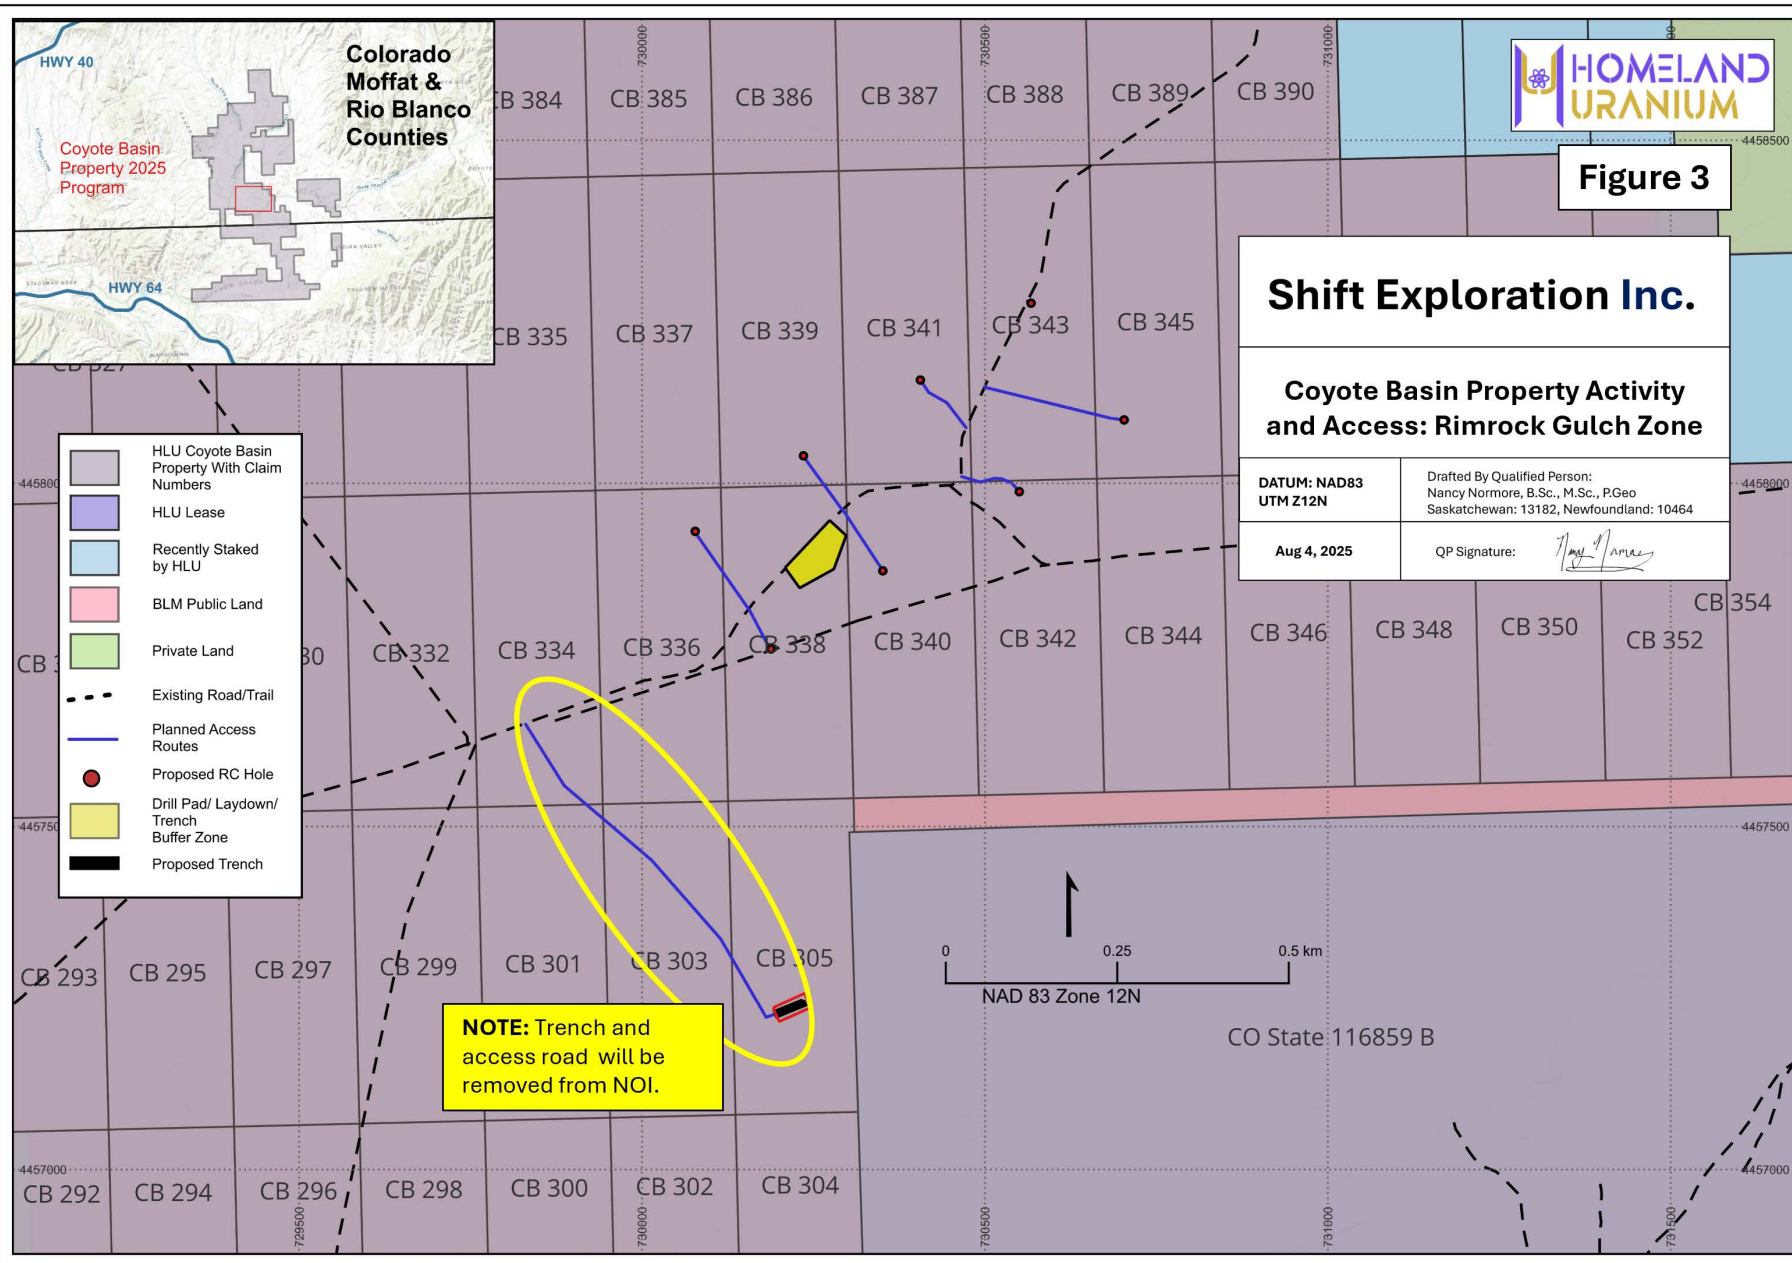 HWY 40
Colorado
Moffat &
Rio Blanco
Counties
Coyote Basin
Property 2025
Program
HWY 64
730000
730500
731000
HOMELAND
URANIUM
Figure 3
Shift Exploration Inc.
Coyote Basin Property Activity
and Access: Rimrock Gulch Zone
DATUM: NAD83
UTM Z12N
Drafted By Qualified Person:
Nancy Normore, B.Sc., M.Sc., P.Geo
Saskatchewan: 13182, Newfoundland: 10464
Aug 4, 2025
QP Signature:
CB 384
CB 385
CB 386
CB 387
CB 388
CB 389
CB 390
4458500
CB 335
CB 337
CB 339
CB 341
CB 343
CB 345
4458000
HLU Coyote Basin
Property With Claim
Numbers
HLU Lease
Recently Staked
by HLU
BLM Public Land
Private Land
Existing Road/Trail
Planned Access
Routes
Proposed RC Hole
Drill Pad/ Laydown/
Trench
Buffer Zone
Proposed Trench
CB 332
CB 334
CB 336
CB 338
CB 340
CB 342
CB 344
CB 346
CB 348
CB 350
CB 352
CB 354
4457500
CB 293
CB 295
CB 297
CB 299
CB 301
CB 303
CB 305
0
0.25
0.5 km
NAD 83 Zone 12N
NOTE: Trench and
access road will be
removed from NOI.
CO State 116859 B
4457000
4457000
CB 292
CB 294
CB 296
CB 298
CB 300
CB 302
CB 304
729500
730000
730500
731000
731500